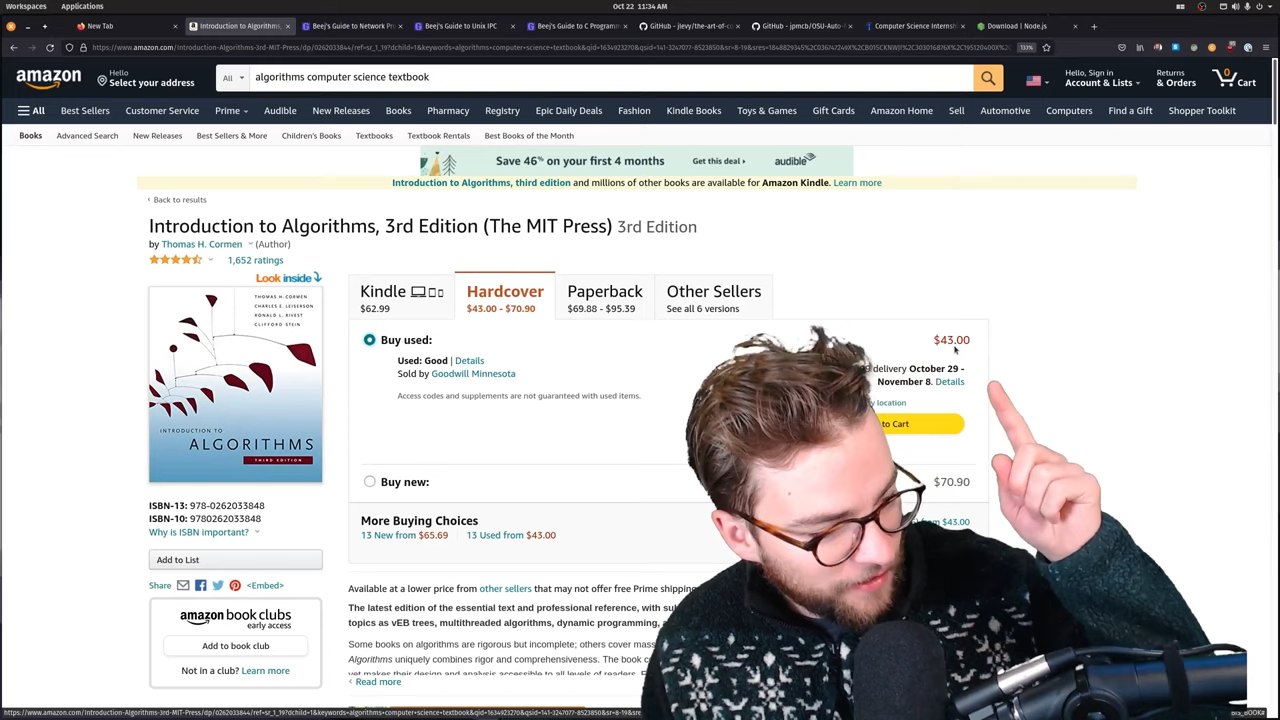 Applications
Workspaces
Oct 22, 11:34 AM
New Tab
Introduction to Algorithms,
Beej's Guide to Network Pr
Beej's Guide to Unix IPC
Beej's Guide to C Programm
GitHub - jlevy/the-art-of-c
GitHub - jpmcb/OSU-Auto-
Computer Science Internsh
Download | Node.js
133%
amazon
Hello
Select your address
All
algorithms computer science textbook
Hello, Sign in
Account & Lists
Returns
& Orders
0
Cart
All
Best Sellers
Customer Service
Prime
Audible
New Releases
Books
Pharmacy
Registry
Epic Daily Deals
Fashion
Kindle Books
Toys & Games
Gift Cards
Amazon Home
Sell
Automotive
Computers
Find a Gift
Shopper Toolkit
Books
Advanced Search
New Releases
Best Sellers & More
Children's Books
Textbooks
Textbook Rentals
Best Books of the Month
Save 46% on your first 4 months
Get this deal
audible
Introduction to Algorithms, third edition and millions of other books are available for Amazon Kindle. Learn more
Back to results
Introduction to Algorithms, 3rd Edition (The MIT Press) 3rd Edition
by Thomas H. Cormen (Author)
1,652 ratings
Look inside
THOMAS H. CORMEN
CHARLES E. LEISERSON
RONALD L. RIVEST
CLIFFORD STEIN
INTRODUCTION TO
ALGORITHMS
THIRD EDITION
Kindle
$62.99
Hardcover
$43.00 - $70.90
Paperback
$69.88 - $95.39
Other Sellers
See all 6 versions
Buy used:
$43.00
Used: Good | Details
Sold by Goodwill Minnesota
delivery October 29 -
November 8. Details
location
Access codes and supplements are not guaranteed with used items.
to Cart
Buy new:
$70.90
More Buying Choices
13 New from $65.69
13 Used from $43.00
from $43.00
ISBN-13: 978-0262033848
ISBN-10: 9780262033848
Why is ISBN important?
Add to List
Share
<Embed>
amazon book clubs
early access
Add to book club
Not in a club? Learn more
Available at a lower price from other sellers that may not offer free Prime shipping
The latest edition of the essential text and professional reference, with
topics as vEB trees, multithreaded algorithms, dynamic programming,
Some books on algorithms are rigorous but incomplete; others cover
Algorithms uniquely combines rigor and comprehensiveness. The book
yet makes their design and analysis accessible to all levels of readers.
Read more